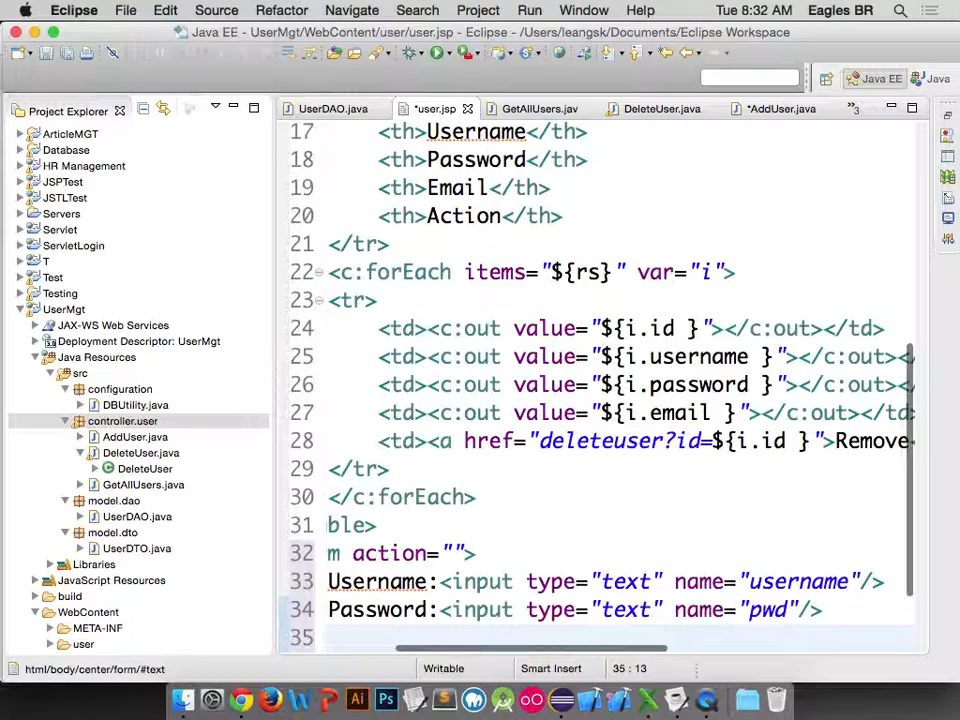 Eclipse File Edit Source Refactor Navigate Search Project Run Window Help Tue 8:32 AM Eagles BR
Java EE - UserMgt/WebContent/user/user.jsp - Eclipse - /Users/leangsk/Documents/Eclipse Workspace
Java EE Java
Project Explorer
UserDAO.java *user.jsp GetAllUsers.jav DeleteUser.java *AddUser.java »3
ArticleMGT
Database
HR Management
JSPTest
JSTLTest
Servers
Servlet
ServletLogin
T
Test
Testing
UserMgt
JAX-WS Web Services
Deployment Descriptor: UserMgt
Java Resources
src
configuration
DBUtility.java
controller.user
AddUser.java
DeleteUser.java
DeleteUser
GetAllUsers.java
model.dao
UserDAO.java
model.dto
UserDTO.java
Libraries
JavaScript Resources
build
WebContent
META-INF
user
17 <th>Username</th>
18 <th>Password</th>
19 <th>Email</th>
20 <th>Action</th>
21 </tr>
22 <c:forEach items="${rs}" var="i">
23 <tr>
24 <td><c:out value="${i.id }"></c:out></td>
25 <td><c:out value="${i.username }"></c:out><
26 <td><c:out value="${i.password }"></c:out><
27 <td><c:out value="${i.email }"></c:out></td
28 <td><a href="deleteuser?id=${i.id }">Remove
29 </tr>
30 </c:forEach>
31 ble>
32 m action="">
33 Username:<input type="text" name="username"/>
34 Password:<input type="text" name="pwd"/>
35
html/body/center/form/#text Writable Smart Insert 35 : 13